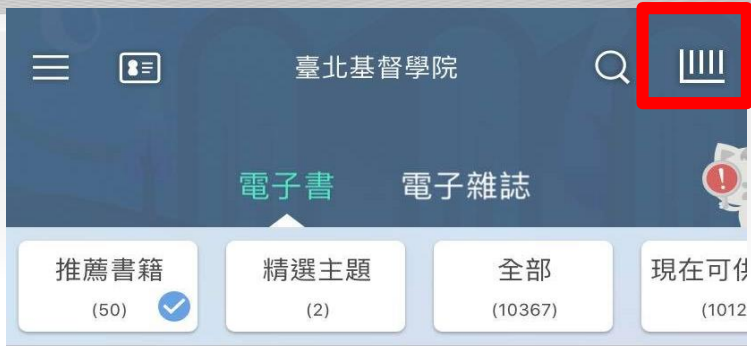 臺北基督學院
電子書 電子雜誌
推薦書籍 精選主題 全部 現在可
(50) (2) (10367) (1012